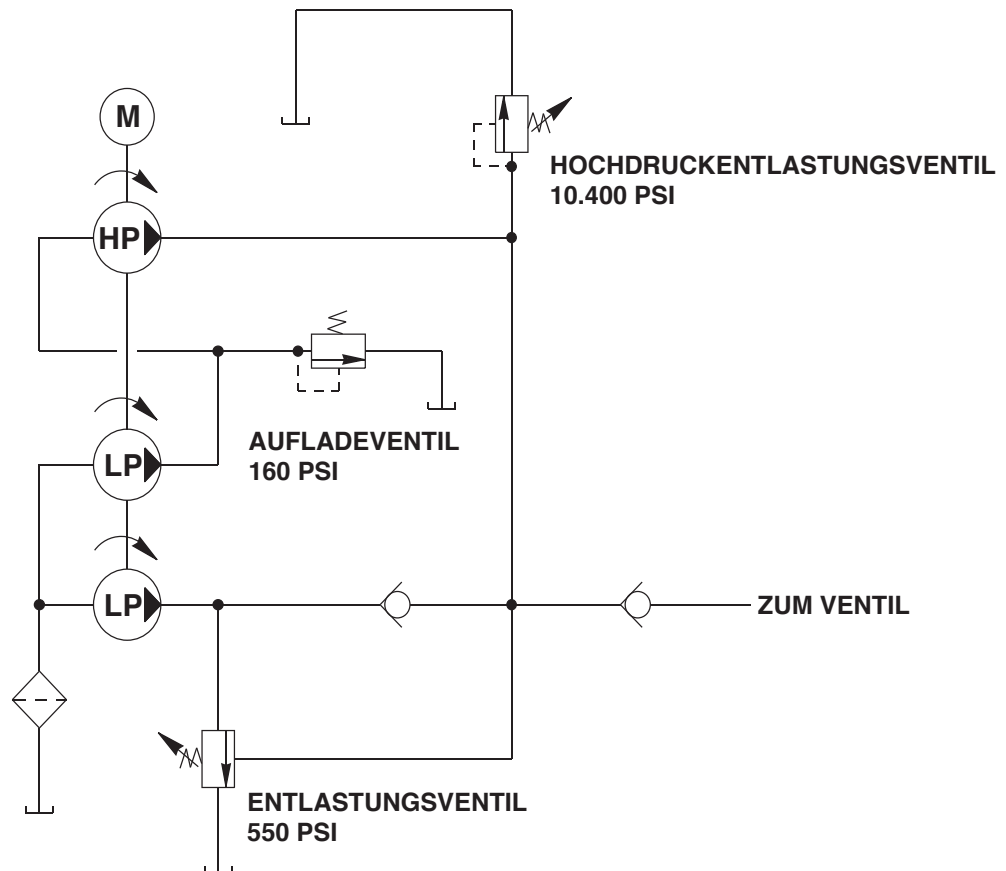 M
HOCHDRUCKENTLASTUNGSVENTIL
10.400 PSI
HP
AUFLADEVENTIL
160 PSI
LP
LP
ZUM VENTIL
ENTLASTUNGSVENTIL
550 PSI